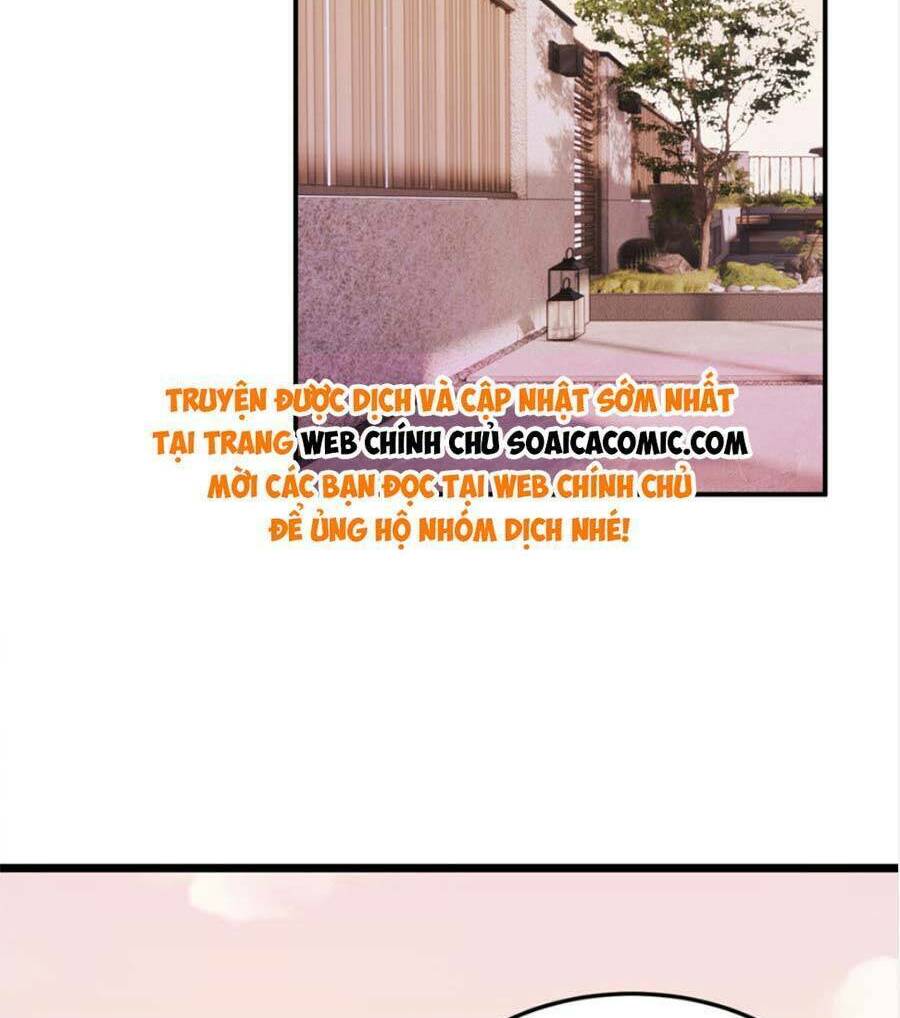 TRUYỆN ĐƯỢC DỊCH VÀ CẬP NHẬT SỚM NHẤT
TẠI TRANG WEB CHÍNH CHỦ SOAICACOMIC.COM
MỜI CÁC BẠN ĐỌC TẠI WEB CHÍNH CHỦ
ĐỂ ỦNG HỘ NHÓM DỊCH NHÉ!